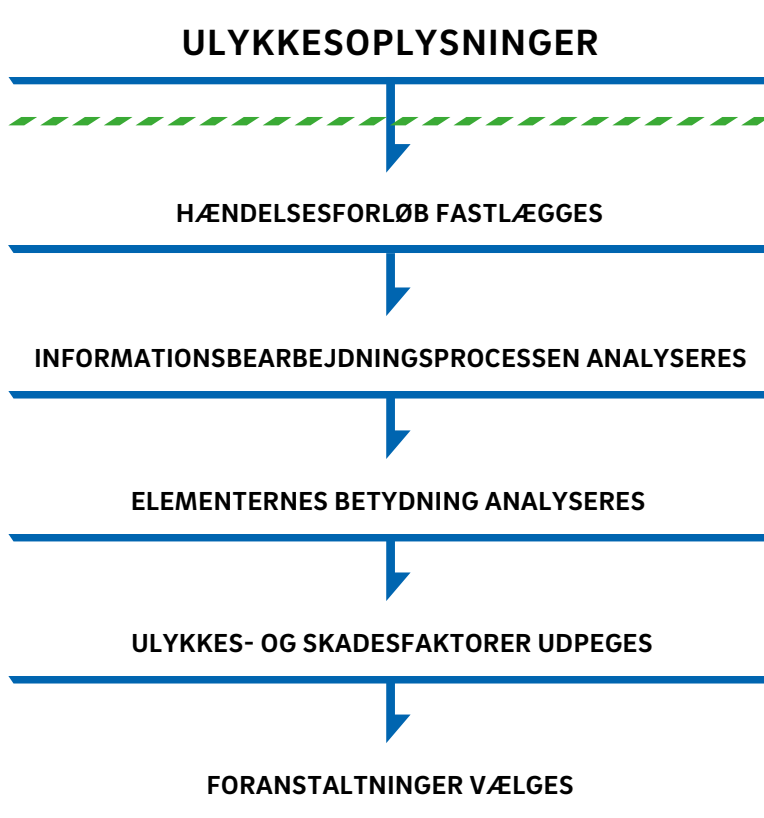 ULYKKESOPLYSNINGER
HÆNDELSESFORLØB FASTLÆGGES
INFORMATIONSBEARBEJDNINGSPROCESSEN ANALYSERES
ELEMENTERNES BETYDNING ANALYSERES
ULYKKES- OG SKADESFAKTORER UDPEGES
FORANSTALTNINGER VÆLGES